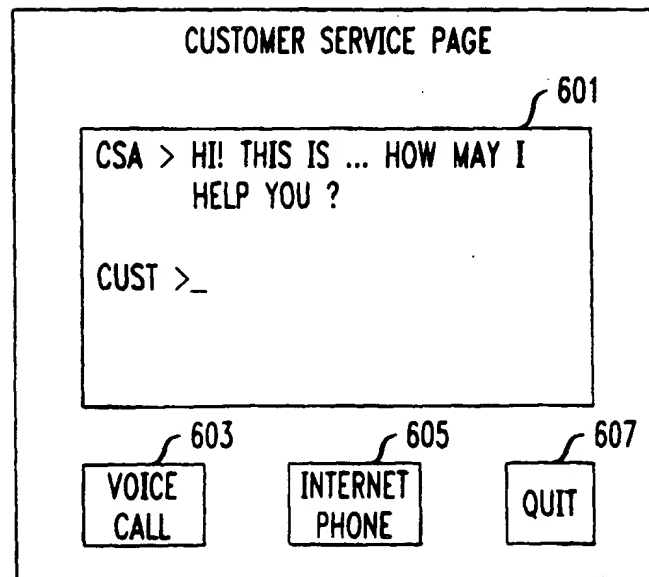 CUSTOMER SERVICE PAGE
601
CSA > HI! THIS IS ... HOW MAY I
HELP YOU ?
CUST >_
603
605
607
VOICE
CALL
INTERNET
PHONE
QUIT